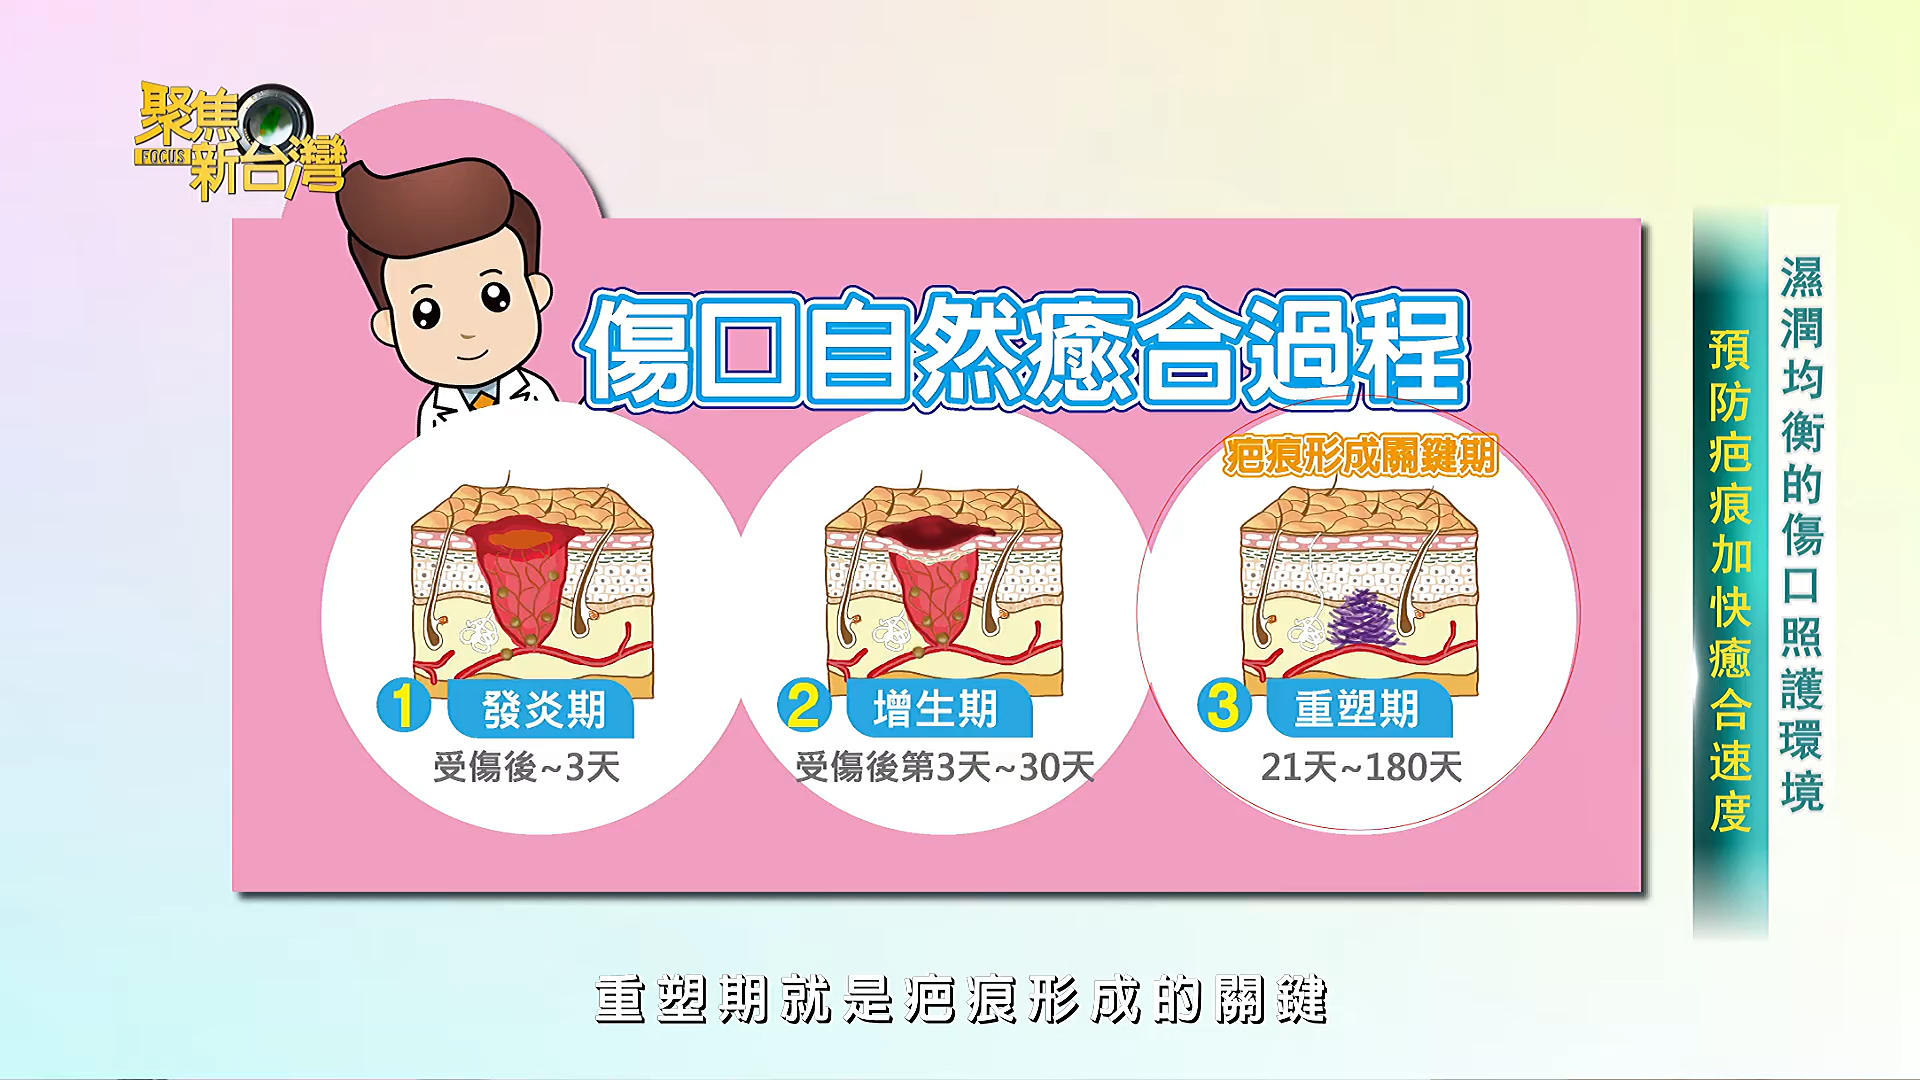 聚焦
FOCUS
新台灣
傷口自然癒合過程
疤痕形成關鍵期
1 發炎期
受傷後~3天
2 增生期
受傷後第3天~30天
3 重塑期
21天~180天
濕潤均衡的傷口照護環境
預防疤痕加快癒合速度
重塑期就是疤痕形成的關鍵